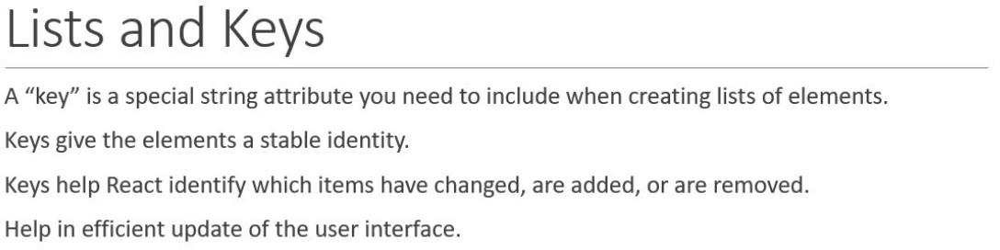 Lists and Keys
A “key” is a special string attribute you need to include when creating lists of elements.
Keys give the elements a stable identity.
Keys help React identify which items have changed, are added, or are removed.
Help in efficient update of the user interface.